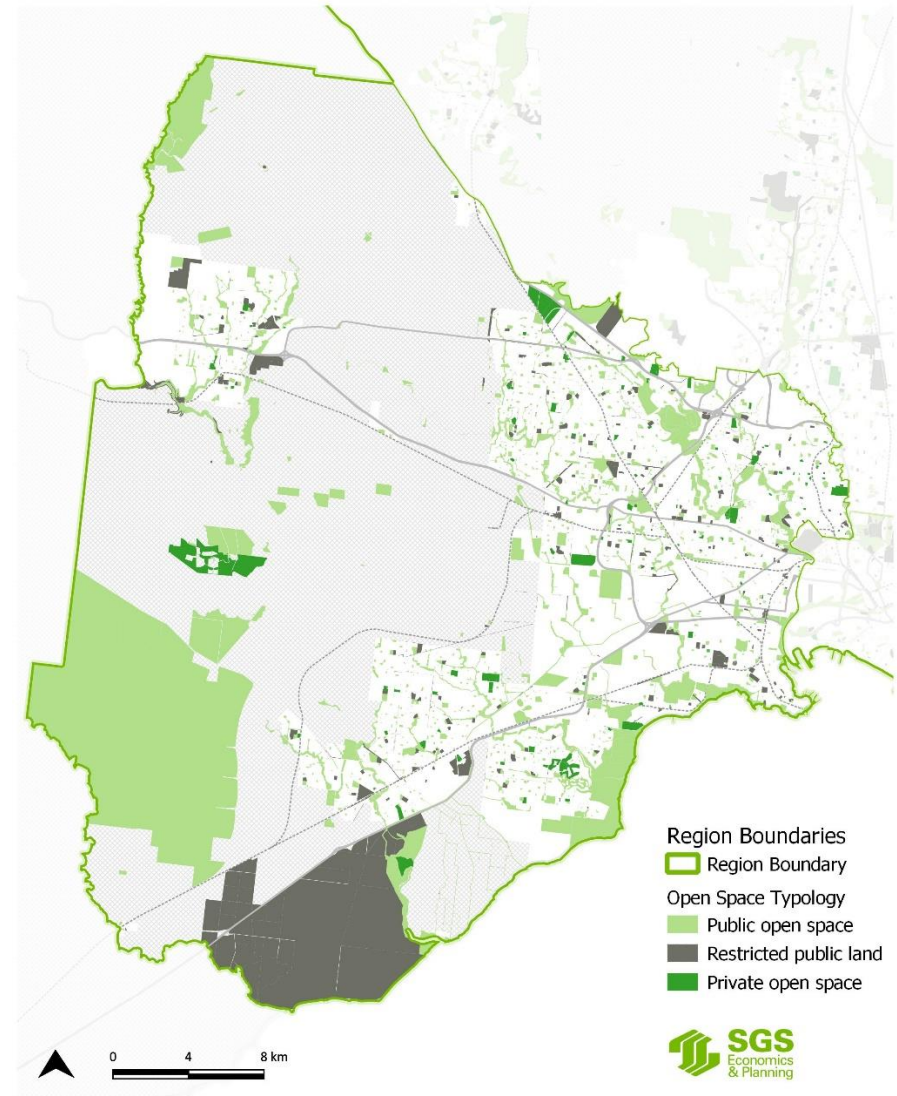 Region Boundaries
Region Boundary
Open Space Typology
Public open space
Restricted public land
Private open space
0 4 8 km
SGS
Economics
& Planning